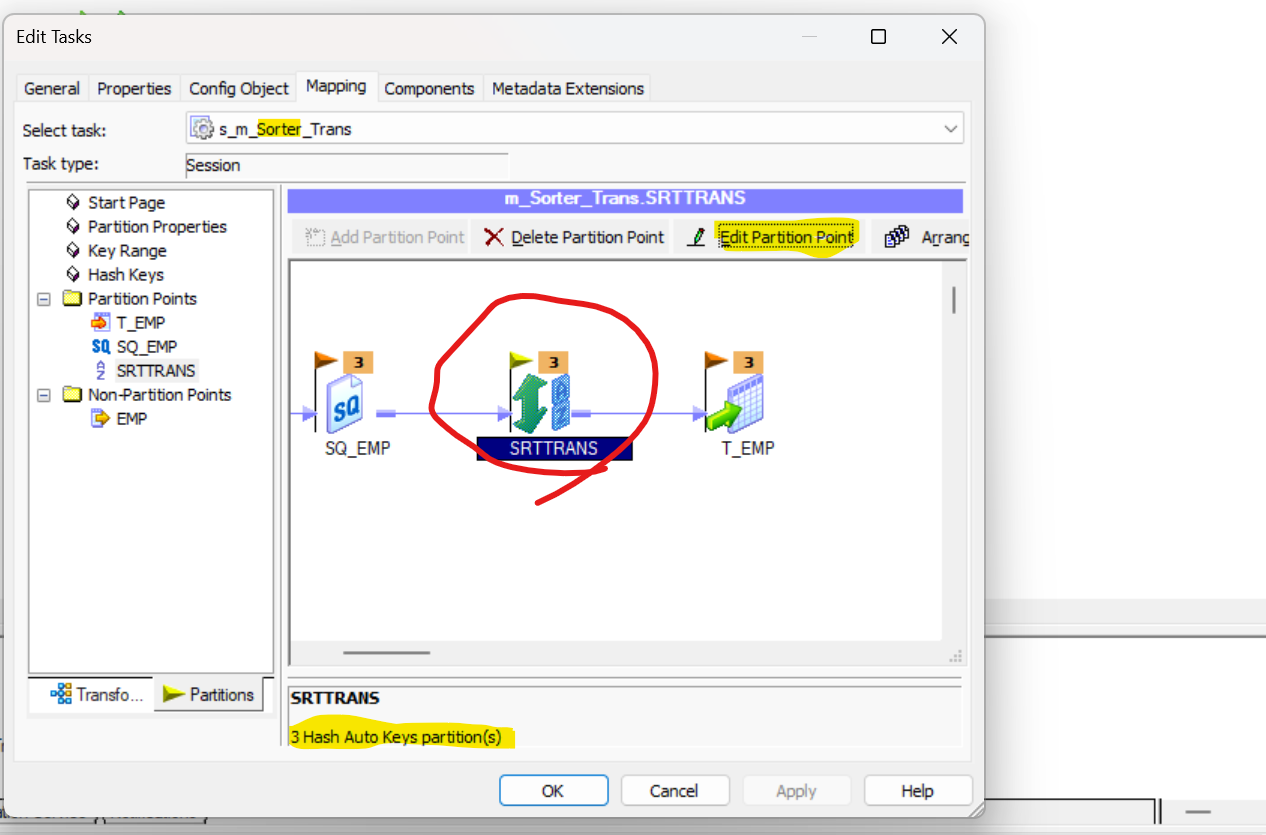 Edit Tasks
General Properties Config Object Mapping Components Metadata Extensions
Select task: s_m_Sorter_Trans
Task type: Session
Start Page
Partition Properties
Key Range
Hash Keys
Partition Points
T_EMP
SQ SQ_EMP
SRTTRANS
Non-Partition Points
EMP
Transfo... Partitions
m_Sorter_Trans.SRTTRANS
Add Partition Point Delete Partition Point Edit Partition Point Arrang
3 3 3
SQ AZ
SQ_EMP SRTTRANS T_EMP
SRTTRANS
3 Hash Auto Keys partition(s)
OK Cancel Apply Help